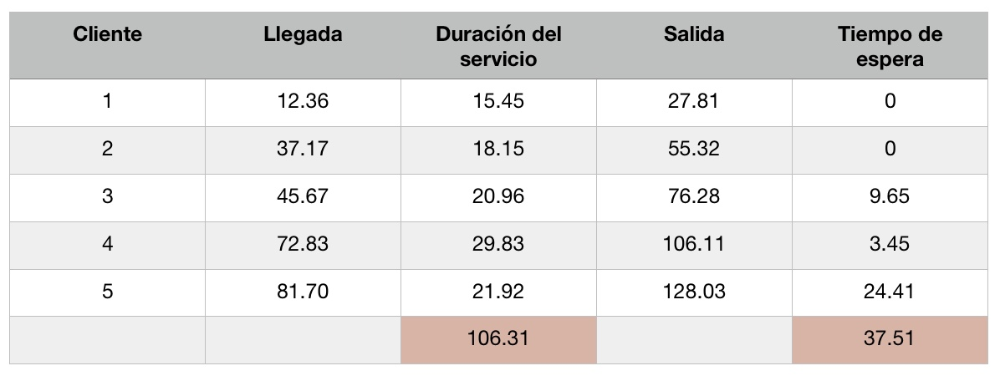 Cliente Llegada Duración del servicio Salida Tiempo de espera
1 12.36 15.45 27.81 0
2 37.17 18.15 55.32 0
3 45.67 20.96 76.28 9.65
4 72.83 29.83 106.11 3.45
5 81.70 21.92 128.03 24.41
106.31 37.51